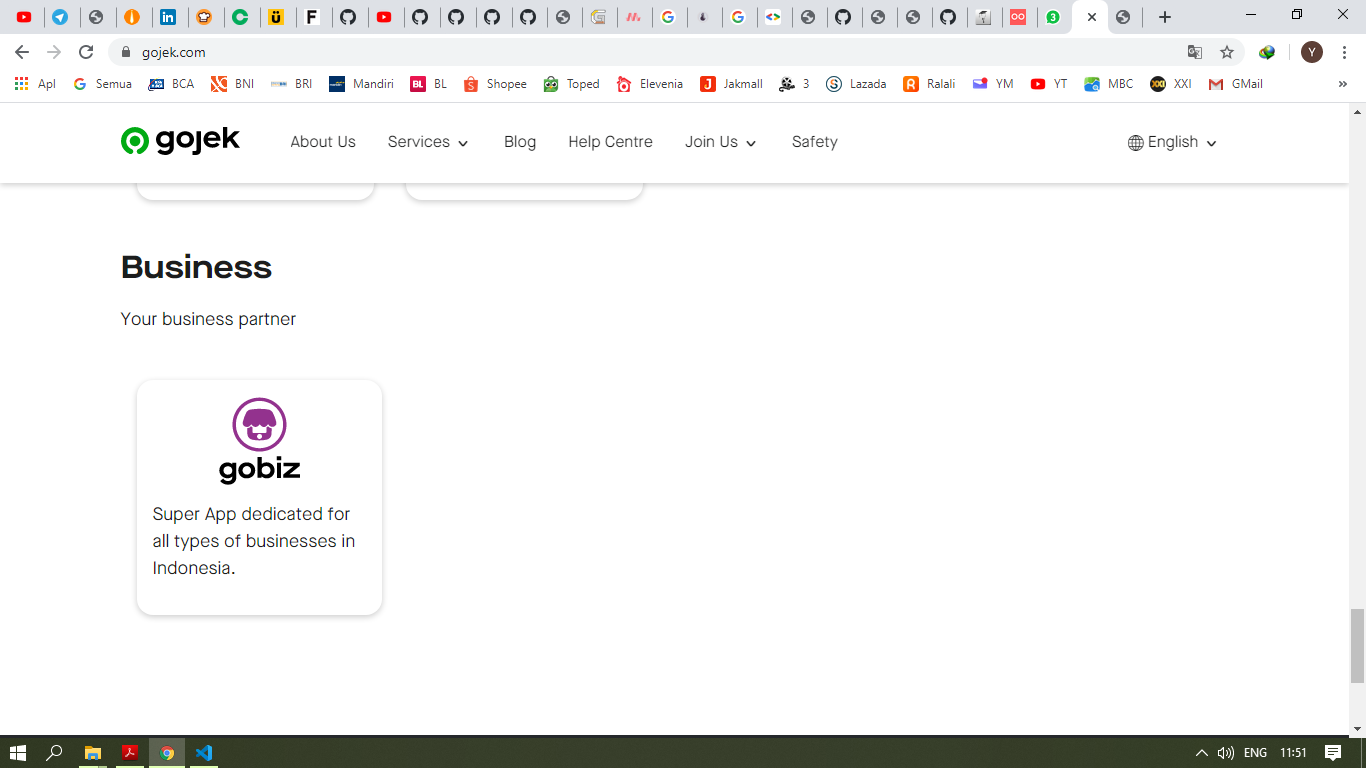 gojek.com
Apl Semua BCA BNI BRI Mandiri BL Shopee Toped Elevenia Jakmall 3 Lazada Ralali YM YT MBC XXI GMail »
gojek About Us Services Blog Help Centre Join Us Safety English
Business
Your business partner
gobiz
Super App dedicated for
all types of businesses in
Indonesia.
ENG 11:51